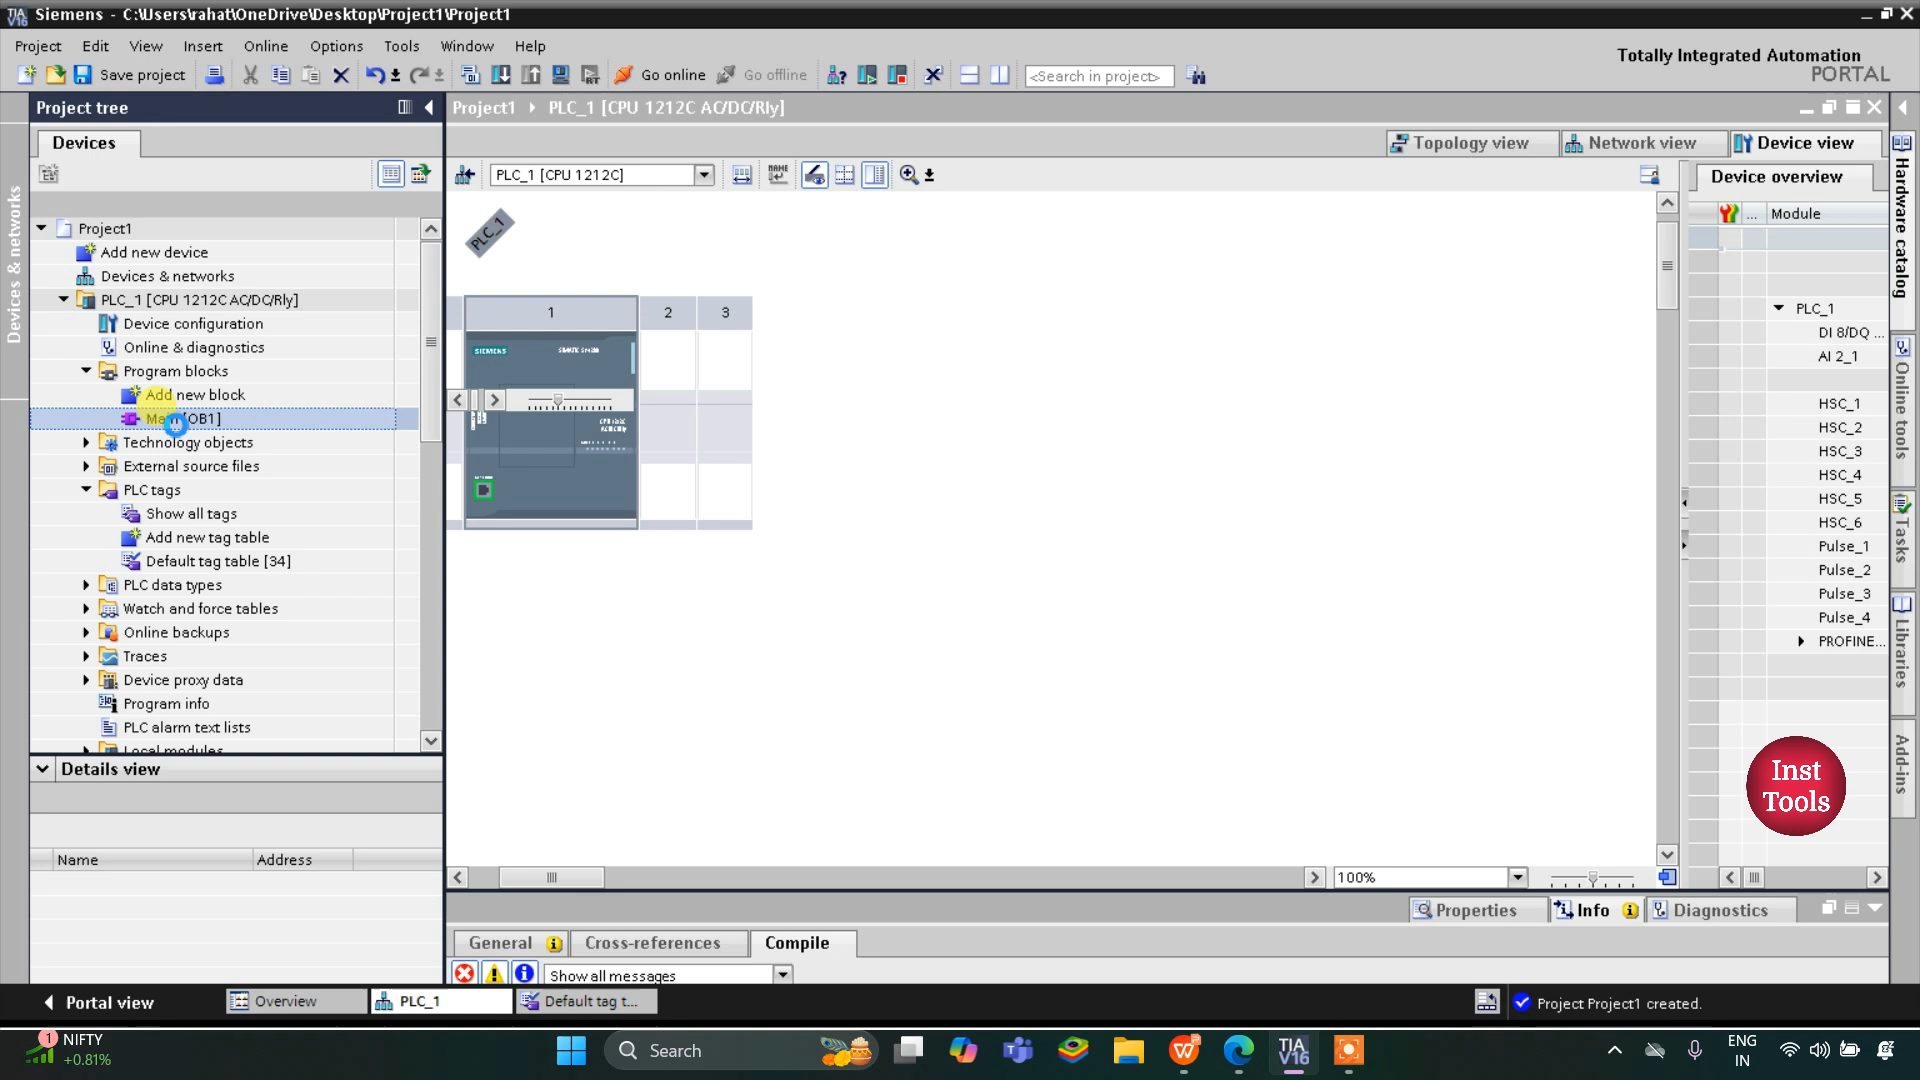 Siemens - C:\Users\rahat\OneDrive\Desktop\Project1\Project1
Project Edit View Insert Online Options Tools Window Help
Totally Integrated Automation
PORTAL
Save project Go online Go offline <Search in project>
Project tree
Project1 PLC_1 [CPU 1212C AC/DC/Rly]
Devices
Topology view Network view Device view
PLC_1 [CPU 1212C]
Device overview
... Module
Project1
Add new device
Devices & networks
PLC_1 [CPU 1212C AC/DC/Rly]
Device configuration
Online & diagnostics
Program blocks
Add new block
[OB1]
Technology objects
External source files
PLC tags
Show all tags
Add new tag table
Default tag table [34]
PLC data types
Watch and force tables
Online backups
Traces
Device proxy data
Program info
PLC alarm text lists
Local modules
Devices & networks
PLC_1
1 2 3
SIEMENS
PLC_1
DI 8/DQ ...
AI 2_1
HSC_1
HSC_2
HSC_3
HSC_4
HSC_5
HSC_6
Pulse_1
Pulse_2
Pulse_3
Pulse_4
PROFINE...
Hardware catalog
Online tools
Tasks
Libraries
Add-ins
Inst
Tools
Details view
Name Address
100%
Properties Info Diagnostics
General Cross-references Compile
Show all messages
Portal view Overview PLC_1 Default tag t...
Project Project1 created.
1 NIFTY
+0.81%
Search
TIA
V16
ENG
IN